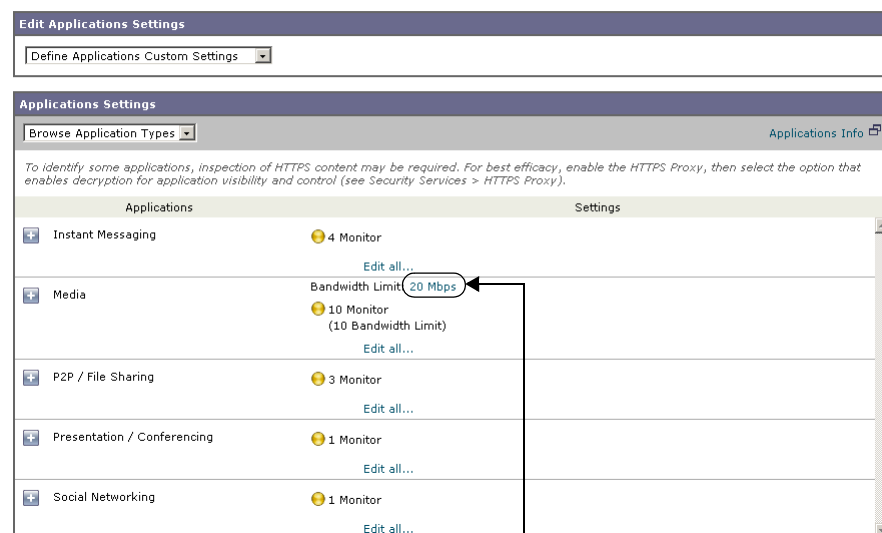 Edit Applications Settings
Define Applications Custom Settings
Applications Settings
Browse Application Types
Applications Info
To identify some applications, inspection of HTTPS content may be required. For best efficacy, enable the HTTPS Proxy, then select the option that
enables decryption for application visibility and control (see Security Services > HTTPS Proxy).
Applications Settings
Instant Messaging
4 Monitor
Edit all...
Media
Bandwidth Limit: 20 Mbps
10 Monitor
(10 Bandwidth Limit)
Edit all...
P2P / File Sharing
3 Monitor
Edit all...
Presentation / Conferencing
1 Monitor
Edit all...
Social Networking
1 Monitor
Edit all...